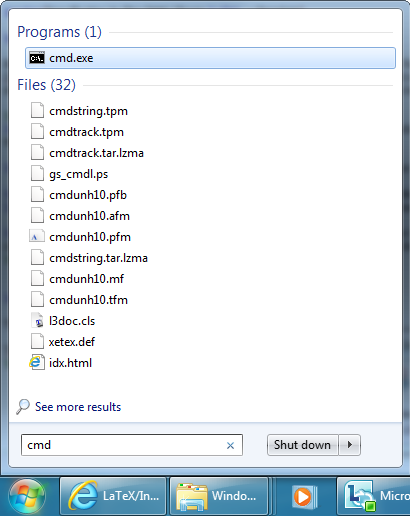 Programs (1)
cmd.exe
Files (32)
cmdstring.tpm
cmdtrack.tpm
cmdtrack.tar.lzma
gs_cmdl.ps
cmdunh10.pfb
cmdunh10.afm
cmdunh10.pfm
cmdstring.tar.lzma
cmdunh10.mf
cmdunh10.tfm
l3doc.cls
xetex.def
idx.html
See more results
cmd
Shut down
LaTeX/In...
Windo...
Micro